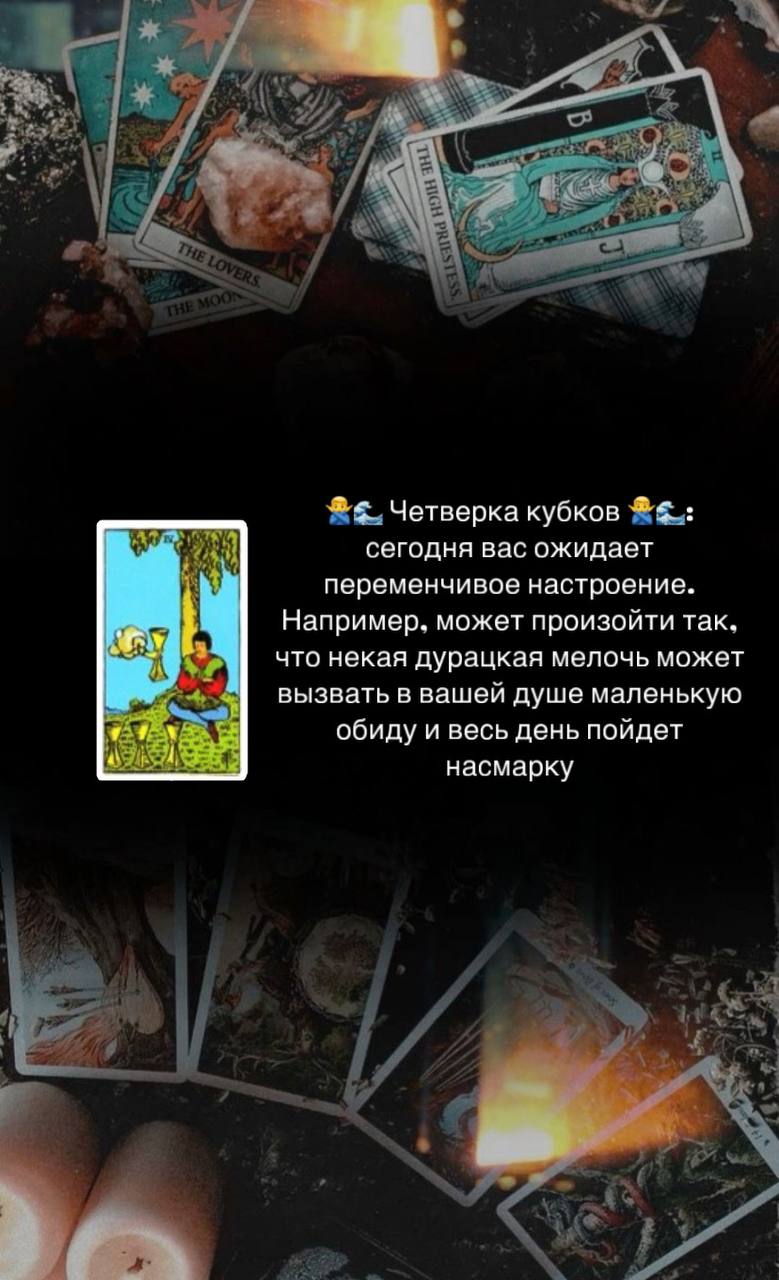 THE LOVERS.
THE MOON
B
J
II
THE HIGH PRIESTESS.
🙅‍♂️🌊 Четверка кубков 🙅‍♂️🌊:
сегодня вас ожидает
переменчивое настроение.
Например, может произойти так,
что некая дурацкая мелочь может
вызвать в вашей душе маленькую
обиду и весь день пойдет
насмарку
IV